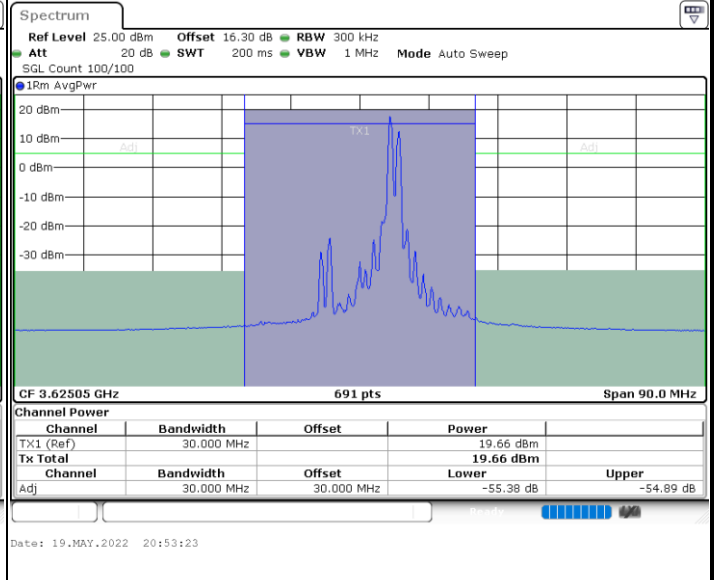 Spectrum
Ref Level 25.00 dBm Offset 16.30 dB RBW 300 kHz
Att 20 dB SWT 200 ms VBW 1 MHz Mode Auto Sweep
SGL Count 100/100
1Rm AvgPwr
20 dBm
TX1
10 dBm
Adj Adj
0 dBm
-10 dBm
-20 dBm
-30 dBm
CF 3.62505 GHz 691 pts Span 90.0 MHz
Channel Power
Channel Bandwidth Offset Power
TX1 (Ref) 30.000 MHz 19.66 dBm
Tx Total 19.66 dBm
Channel Bandwidth Offset Lower Upper
Adj 30.000 MHz 30.000 MHz -55.38 dB -54.89 dB
Ready
Date: 19.MAY.2022 20:53:23